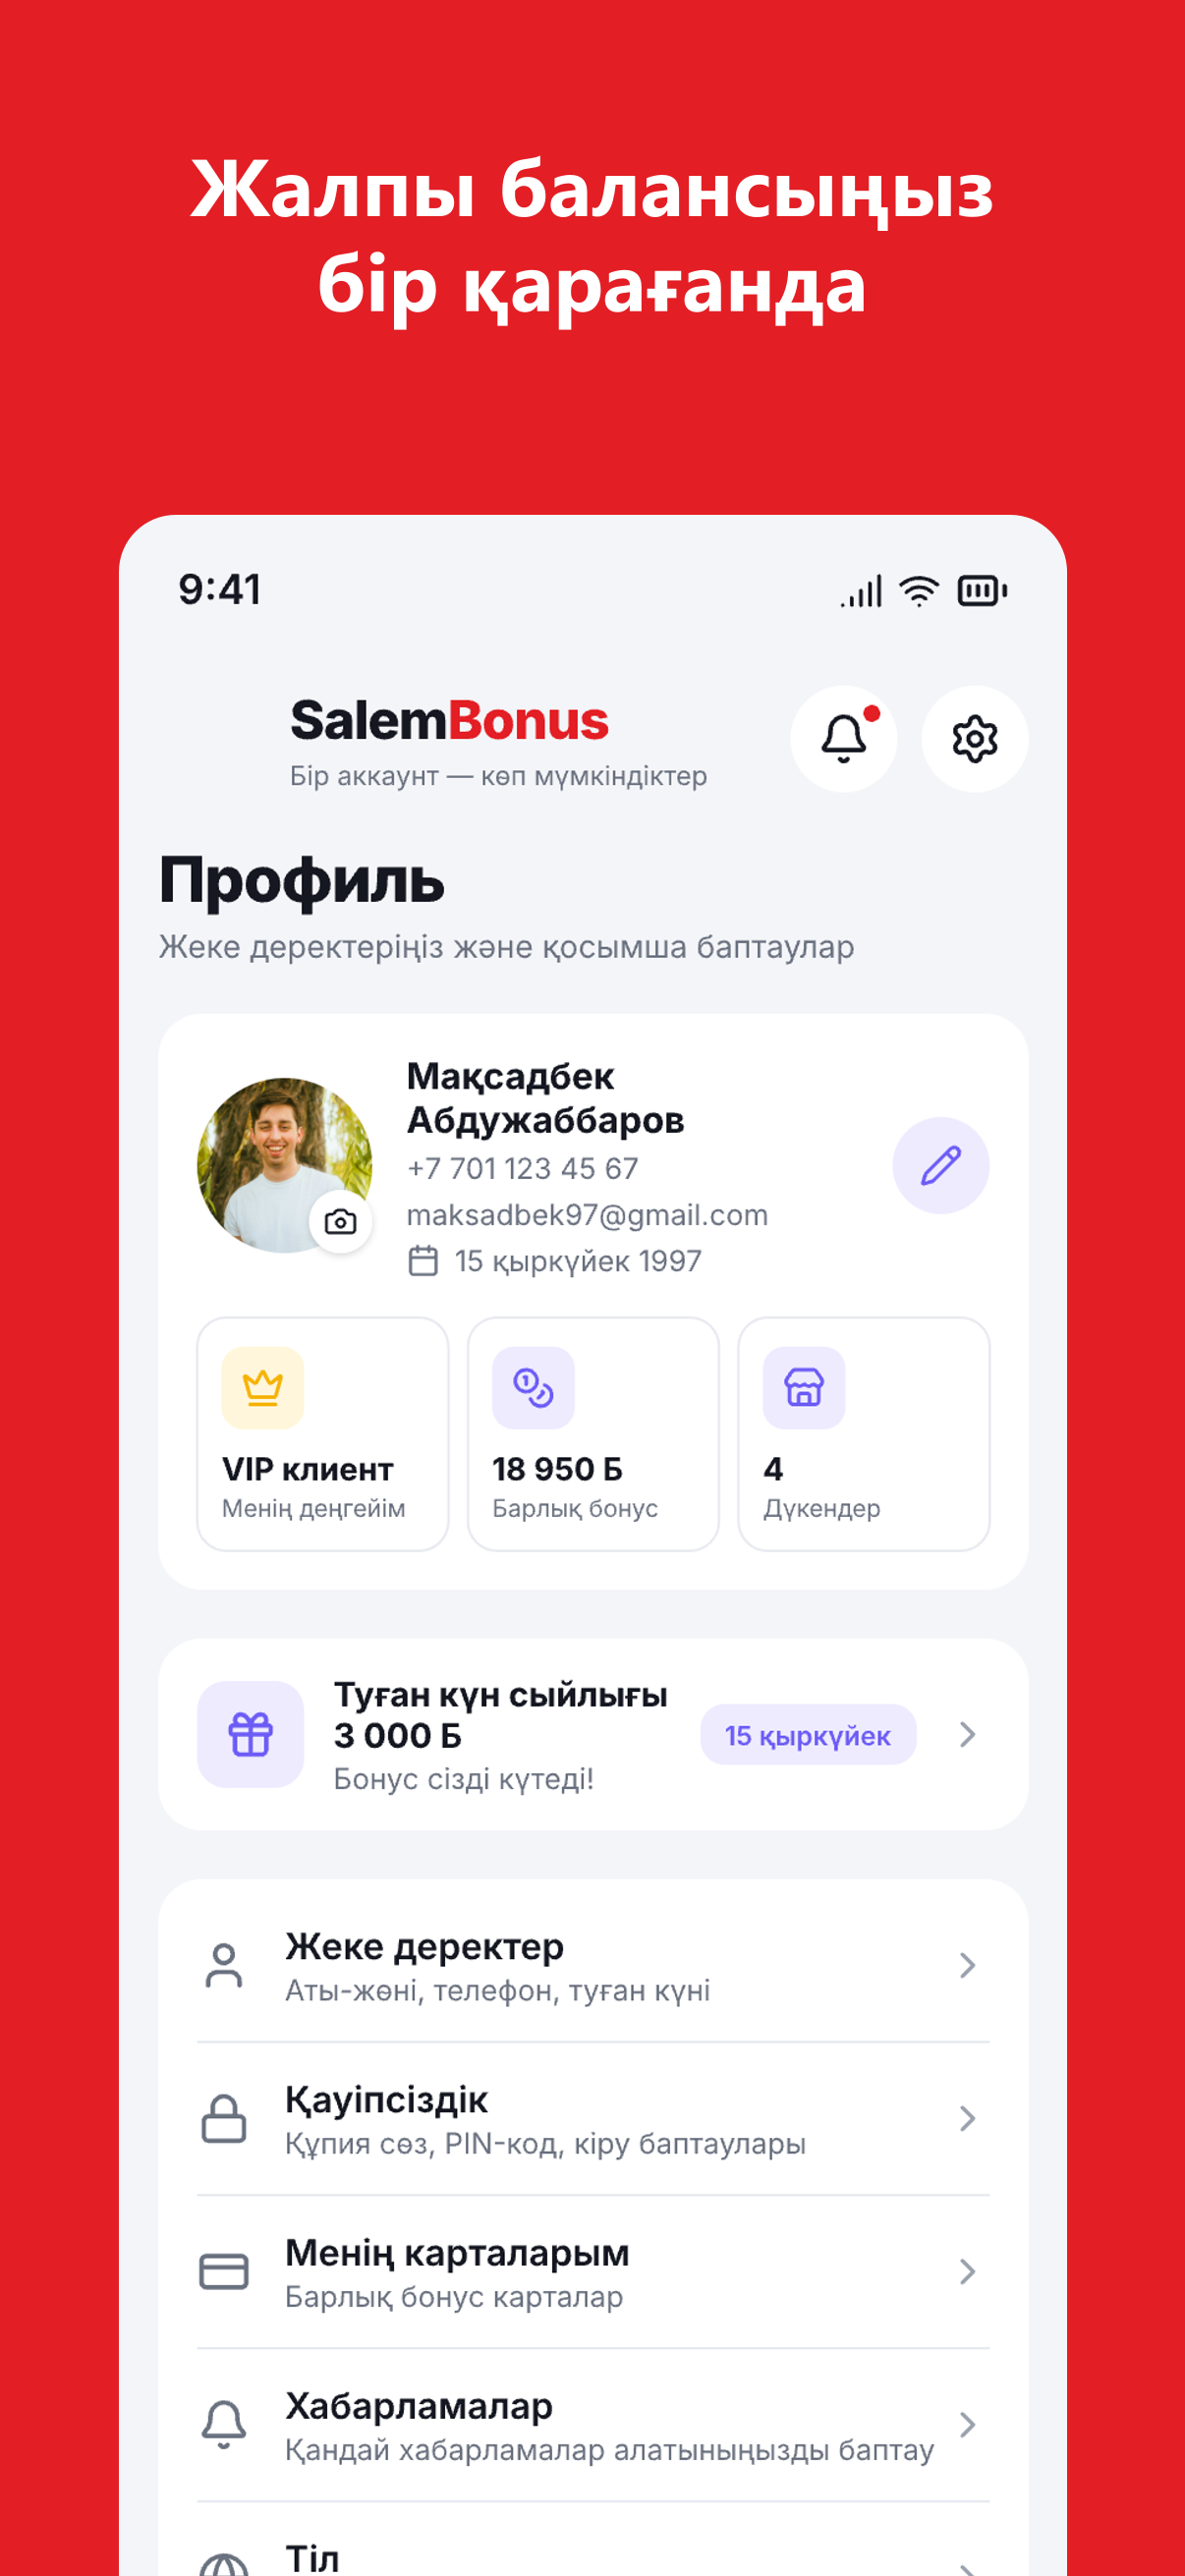 Жалпы балансыңыз
бір қарағанда
9:41
SalemBonus
Бір аккаунт — көп мүмкіндіктер
Профиль
Жеке деректеріңіз және қосымша баптаулар
Мақсадбек
Абдужаббаров
+7 701 123 45 67
maksadbek97@gmail.com
15 қыркүйек 1997
VIP клиент
Менің деңгейім
18 950 Б
Барлық бонус
4
Дүкендер
Туған күн сыйлығы
3 000 Б
Бонус сізді күтеді!
15 қыркүйек
Жеке деректер
Аты-жөні, телефон, туған күні
Қауіпсіздік
Құпия сөз, PIN-код, кіру баптаулары
Менің карталарым
Барлық бонус карталар
Хабарламалар
Қандай хабарламалар алатыныңызды баптау
Тіл